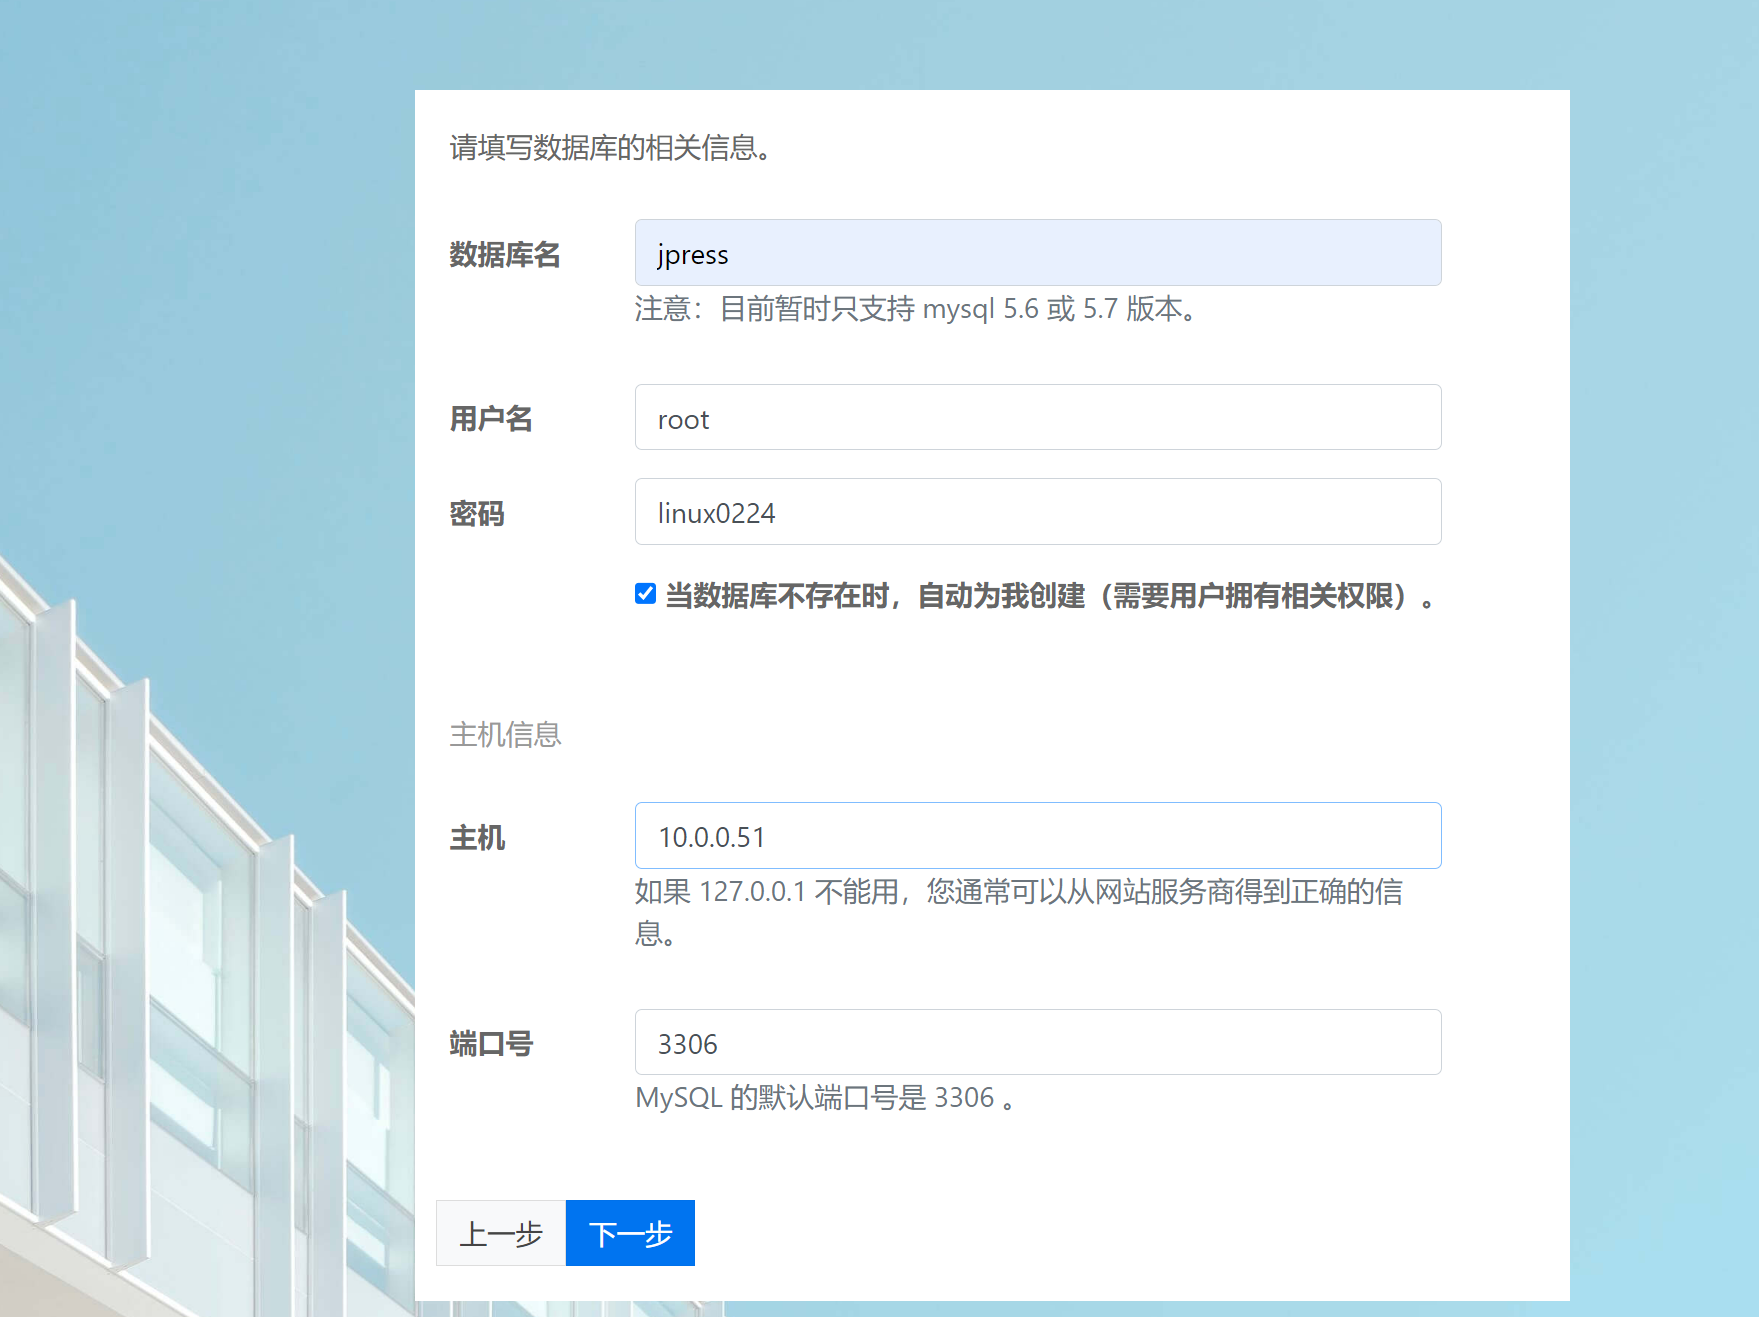 请填写数据库的相关信息。
数据库名
jpress
注意：目前暂时只支持 mysql 5.6 或 5.7 版本。
用户名
root
密码
linux0224
当数据库不存在时，自动为我创建（需要用户拥有相关权限）。
主机信息
主机
10.0.0.51
如果 127.0.0.1 不能用，您通常可以从网站服务商得到正确的信
息。
端口号
3306
MySQL 的默认端口号是 3306 。
上一步 下一步